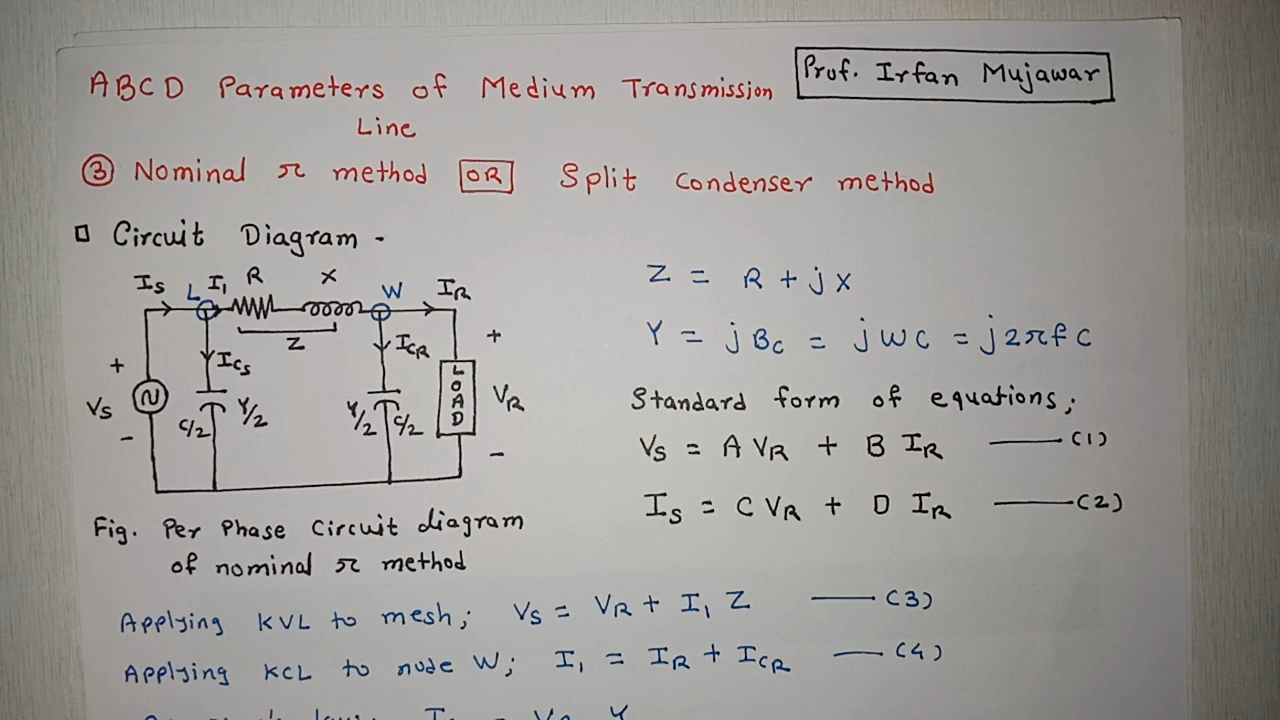 ABCD Parameters of Medium Transmission
Line
Prof. Irfan Mujawar
③ Nominal π method OR Split Condenser method
Circuit Diagram -
Is L I₁ R X W IR
Z
ICs ICR
+ Vs -
C/2 Y/2
Y/2 C/2
LOAD
+ VR -
Fig. Per Phase Circuit diagram
of nominal π method
Z = R + jX
Y = jBc = jωC = j2πfC
Standard form of equations;
Vs = A VR + B IR —— (1)
Is = C VR + D IR —— (2)
Applying KVL to mesh; Vs = VR + I₁ Z —— (3)
Applying KCL to node W; I₁ = IR + ICR —— (4)